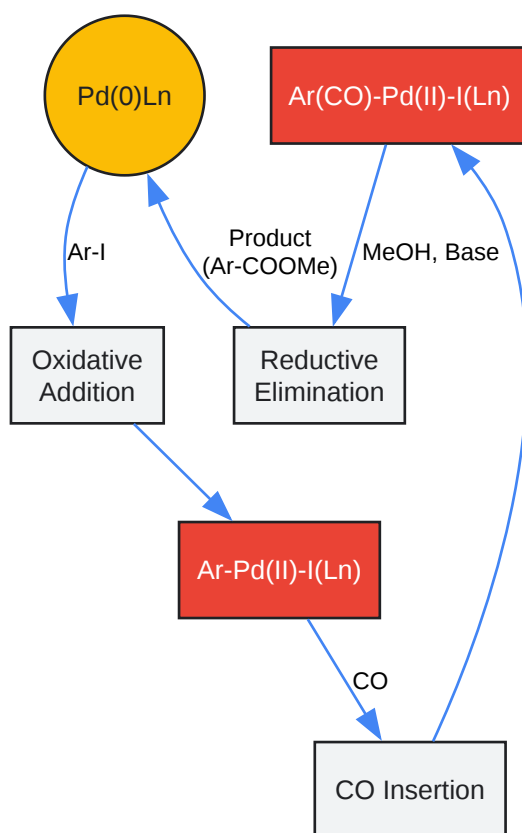 Pd(0)Ln
Ar(CO)-Pd(II)-I(Ln)
Ar-I
Product
(Ar-COOMe)
MeOH, Base
Oxidative
Addition
Reductive
Elimination
Ar-Pd(II)-I(Ln)
CO
CO Insertion